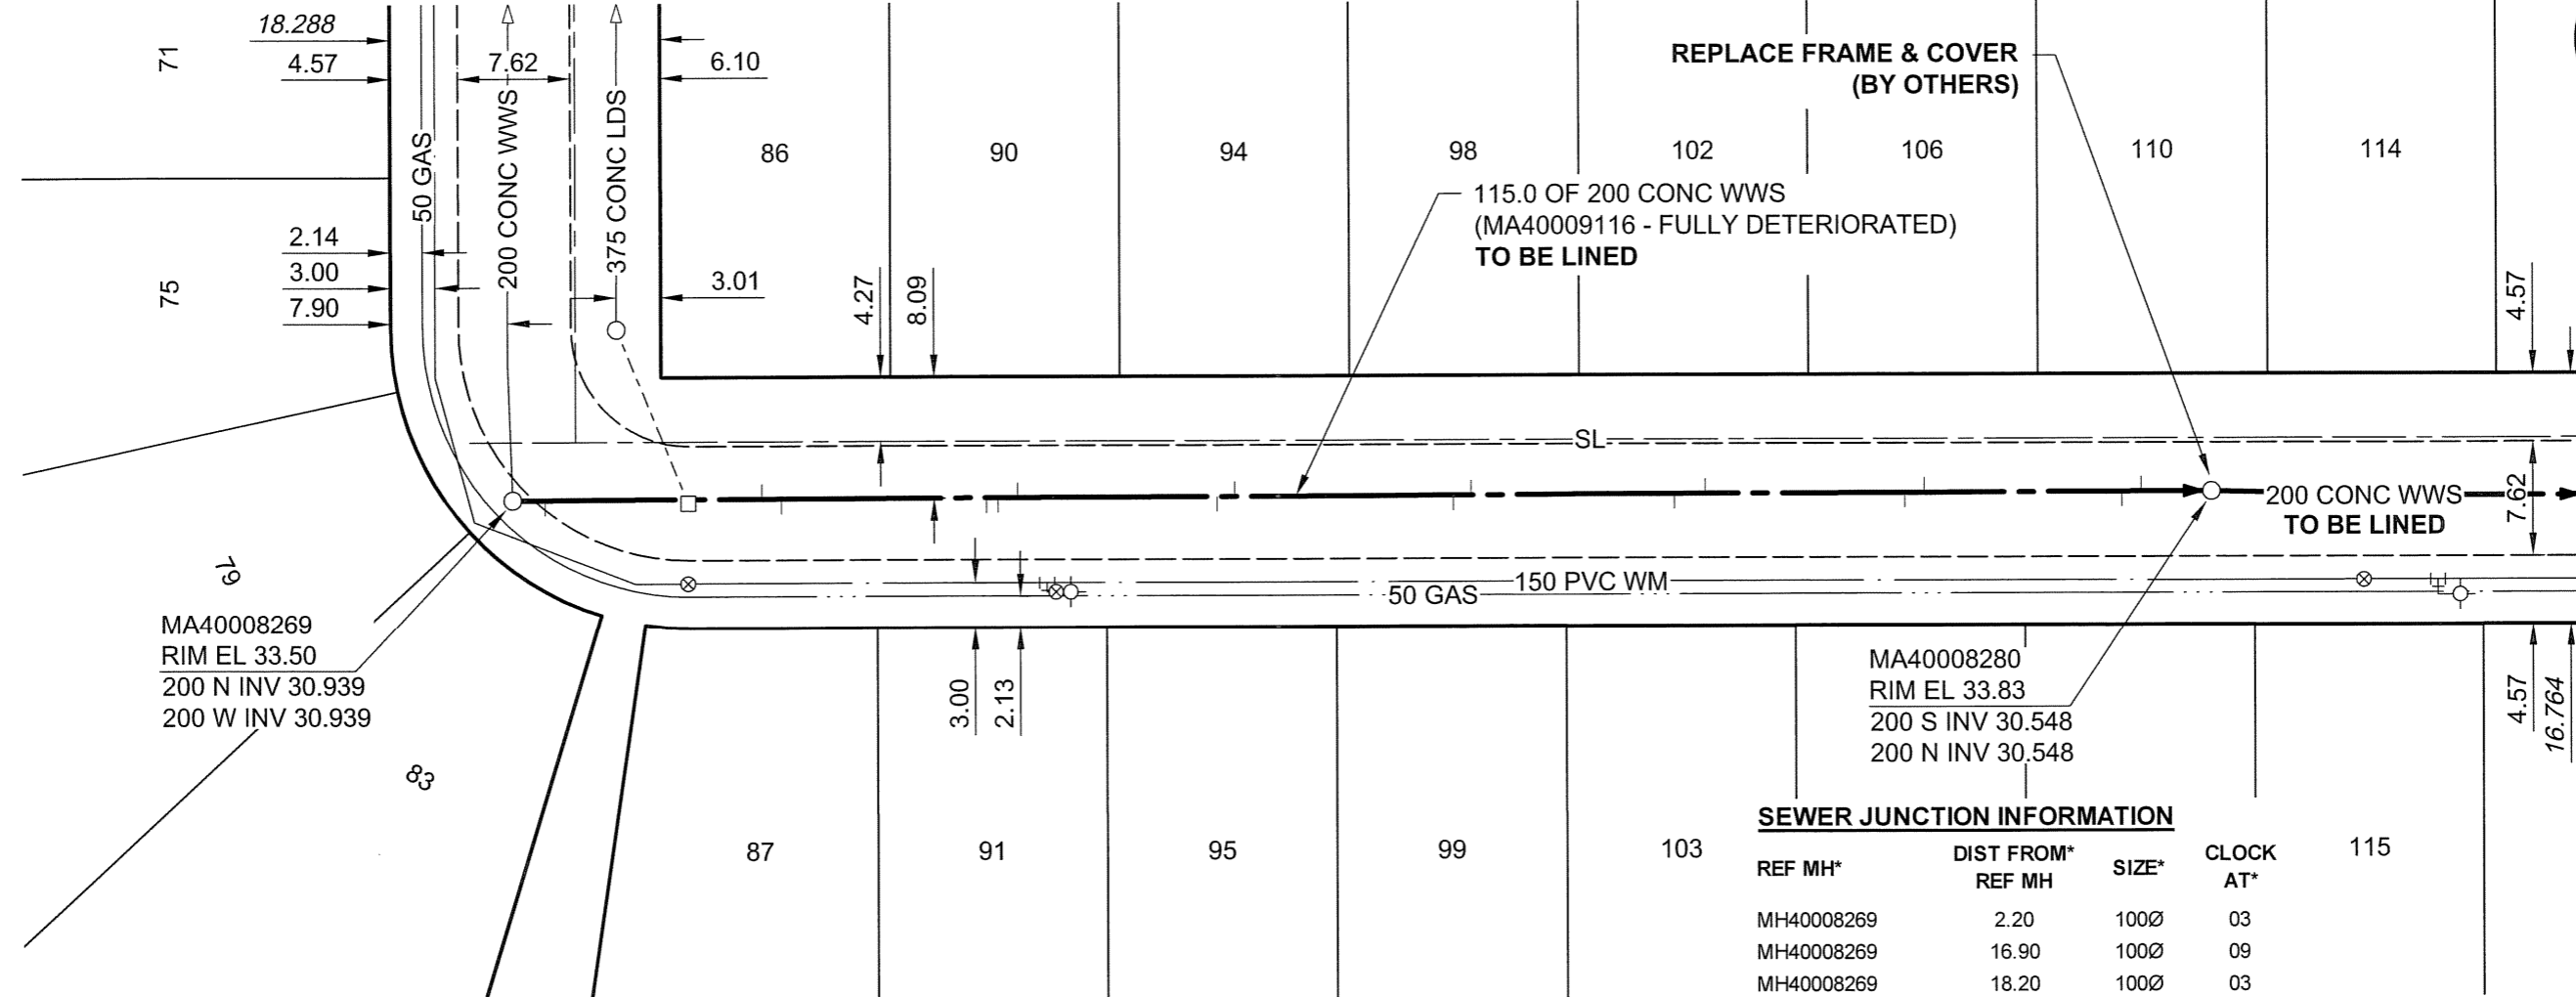 18.288
4.57
7.62
6.10
71
50 GAS
200 CONC WWS
375 CONC LDS
86
90
94
98
102
106
110
114
REPLACE FRAME & COVER
(BY OTHERS)
115.0 OF 200 CONC WWS
(MA40009116 - FULLY DETERIORATED)
TO BE LINED
2.14
3.00
7.90
75
3.01
4.27
8.09
4.57
SL
200 CONC WWS
TO BE LINED
7.62
50 GAS
150 PVC WM
79
MA40008269
RIM EL 33.50
200 N INV 30.939
200 W INV 30.939
83
3.00
2.13
MA40008280
RIM EL 33.83
200 S INV 30.548
200 N INV 30.548
4.57
16.764
87
91
95
99
103
115
SEWER JUNCTION INFORMATION
REF MH* DIST FROM* REF MH SIZE* CLOCK AT*
MH40008269 2.20 100Ø 03
MH40008269 16.90 100Ø 09
MH40008269 18.20 100Ø 03